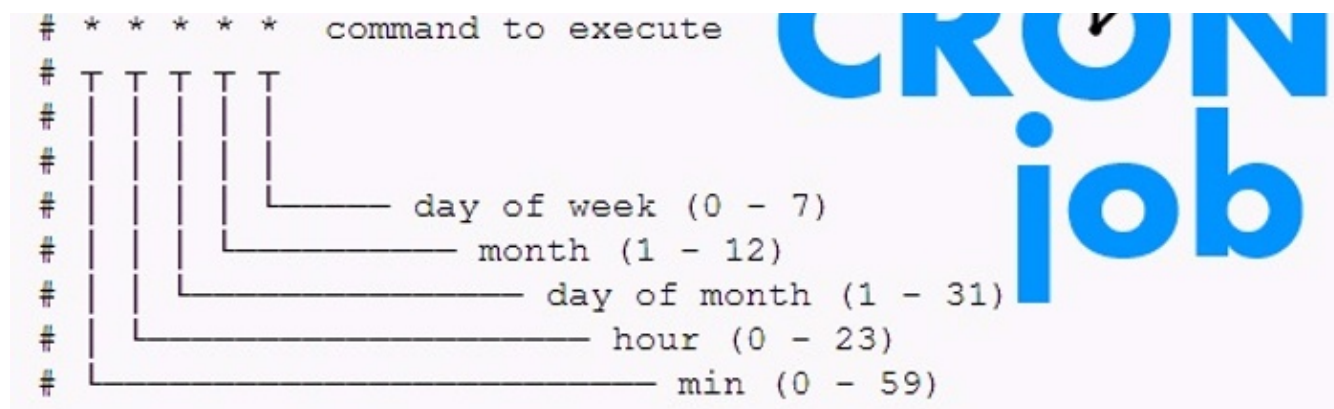 # * * * * * command to execute
#
#
#
# day of week (0 - 7)
# month (1 - 12)
# day of month (1 - 31)
# hour (0 - 23)
# min (0 - 59)
CRON
job